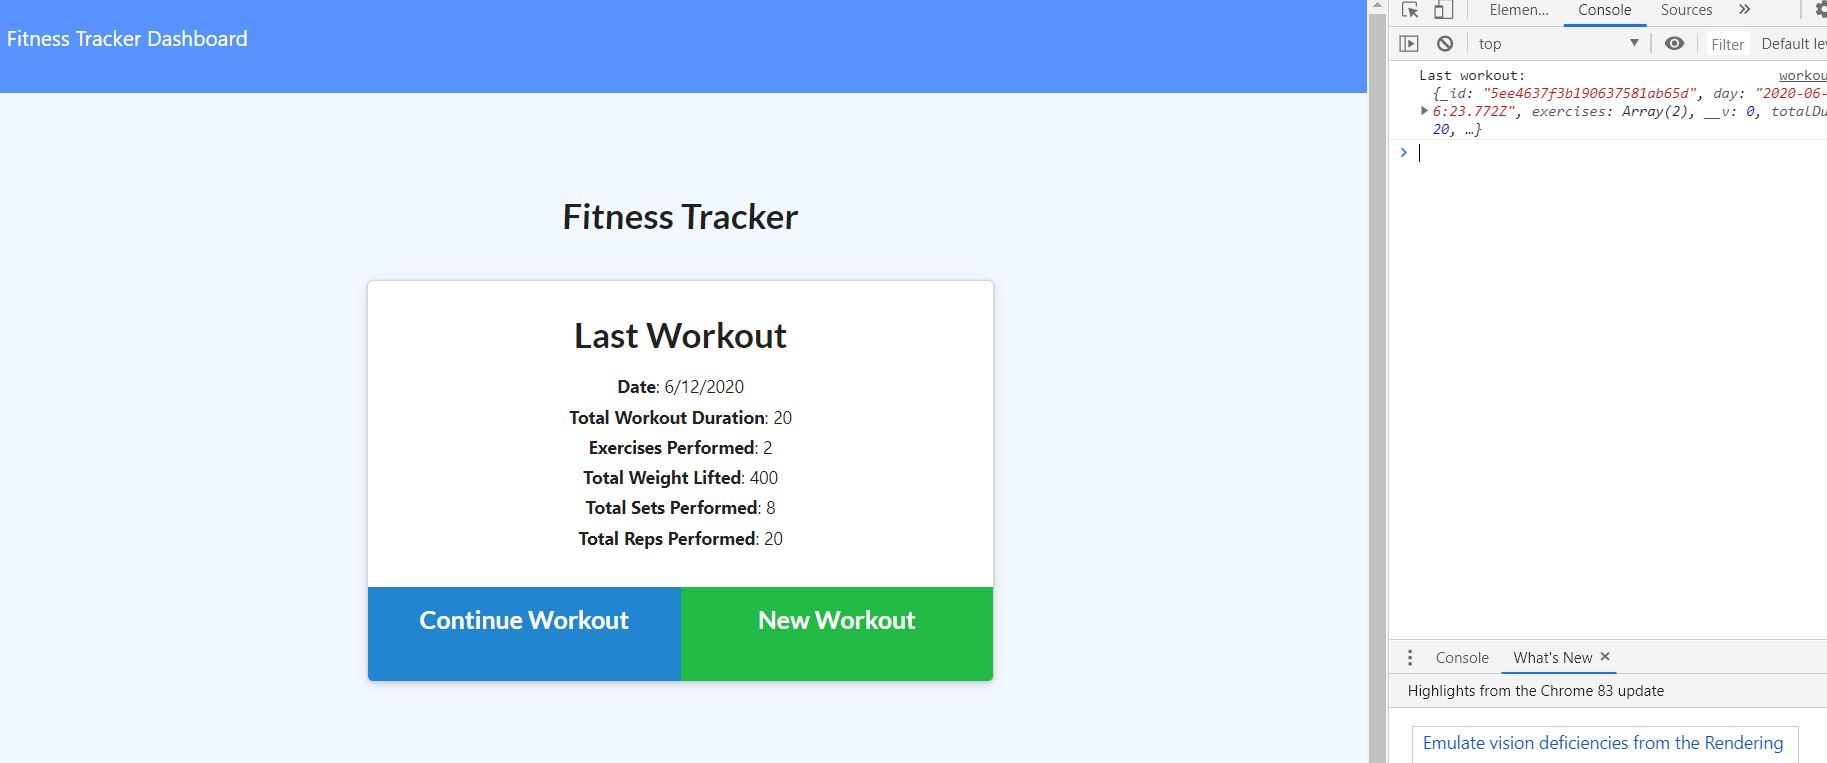 Fitness Tracker Dashboard
Fitness Tracker
Last Workout
Date: 6/12/2020
Total Workout Duration: 20
Exercises Performed: 2
Total Weight Lifted: 400
Total Sets Performed: 8
Total Reps Performed: 20
Continue Workout
New Workout
Elemen... Console Sources »
top Filter Default lev
Last workout: workou
{_id: "5ee4637f3b190637581ab65d", day: "2020-06-
6:23.772Z", exercises: Array(2), __v: 0, totalDu
20, …}
Console What's New ×
Highlights from the Chrome 83 update
Emulate vision deficiencies from the Rendering